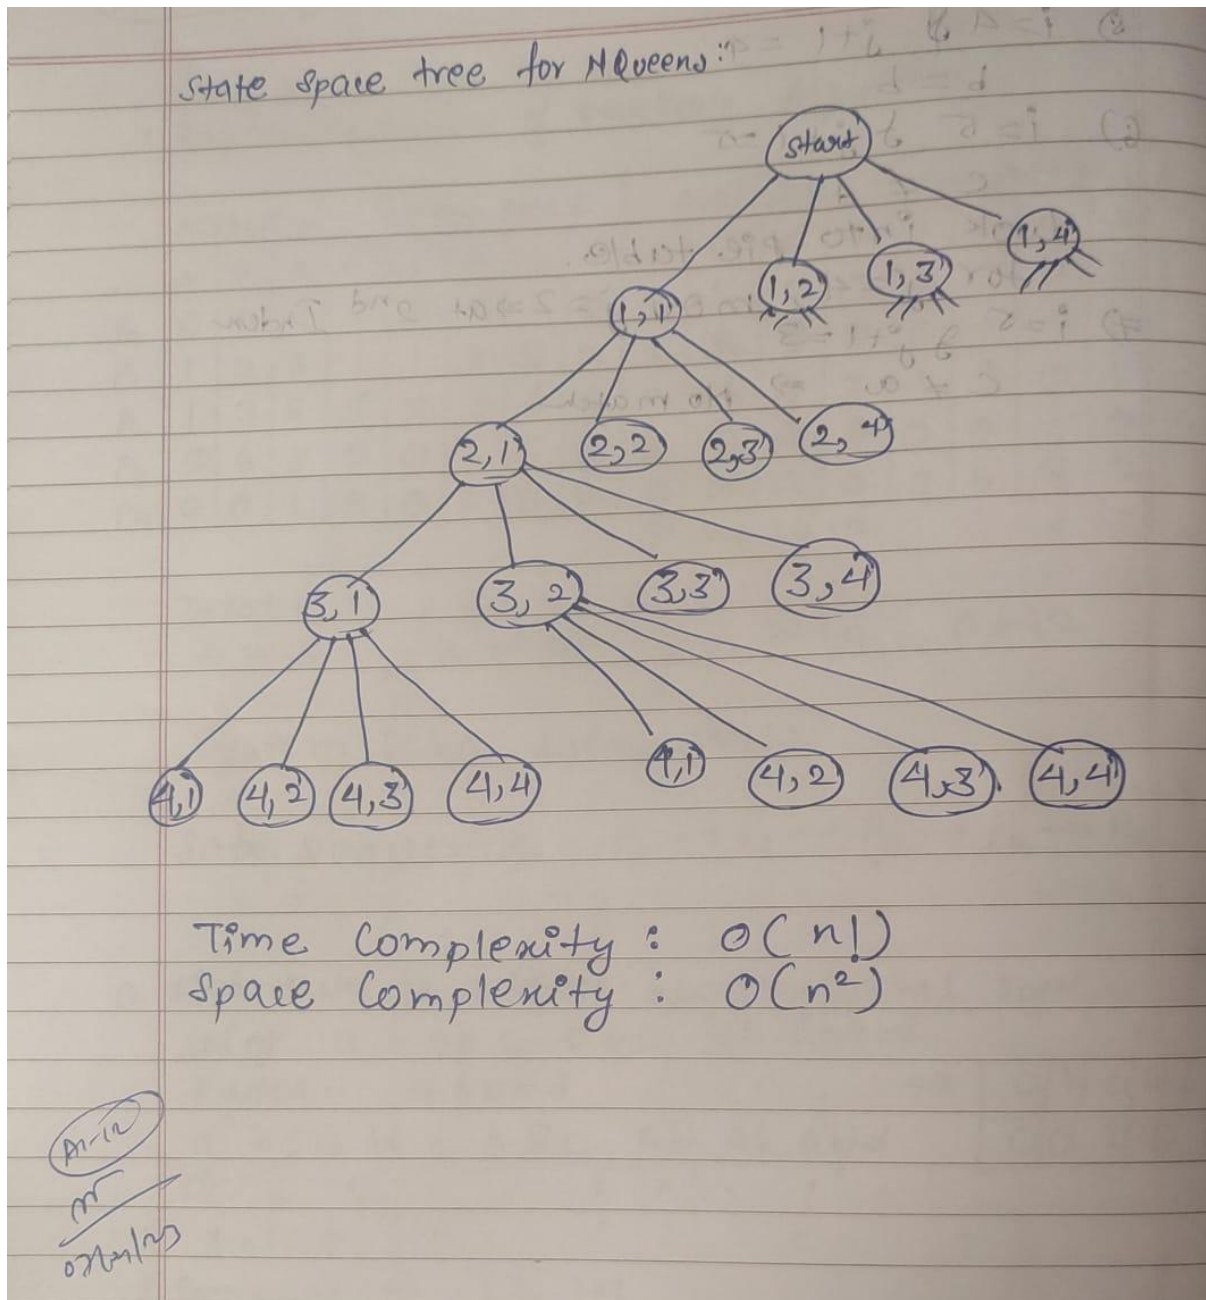 State space tree for NQueens:
start
1,1 1,2 1,3 1,4
2,1 2,2 2,3 2,4
3,1 3,2 3,3 3,4
4,1 4,2 4,3 4,4 4,1 4,2 4,3 4,4
Time Complexity : O(n!)
Space Complexity : O(n²)